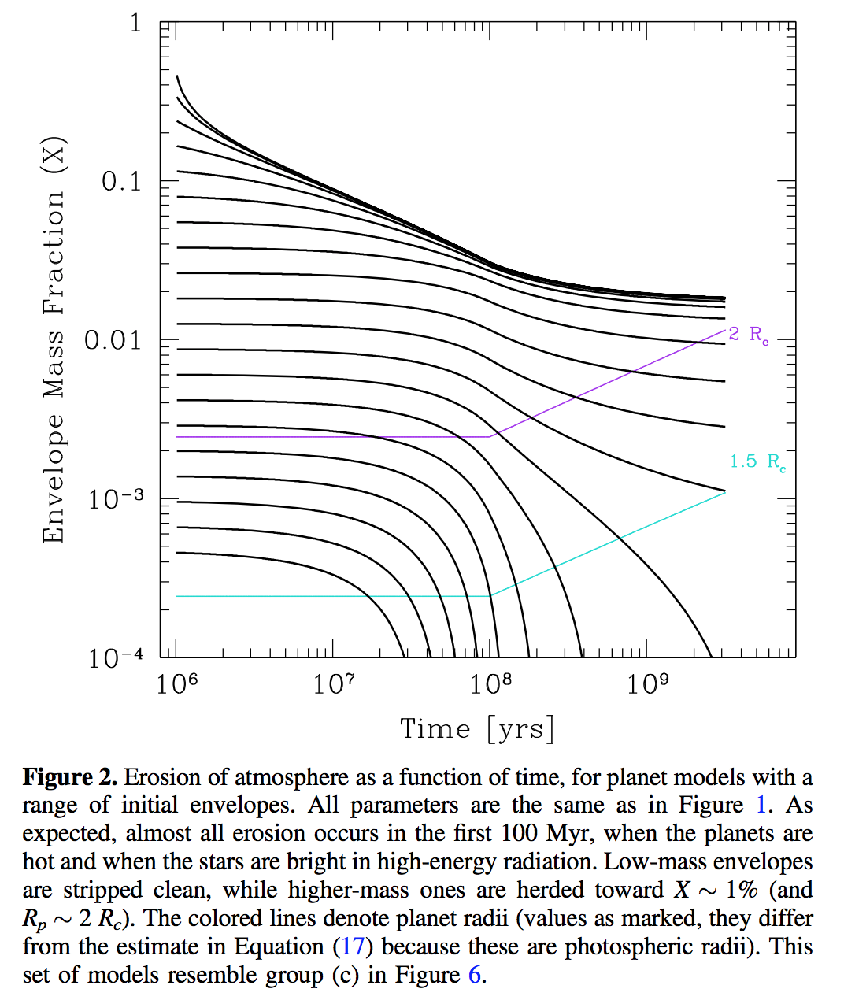 1
0.1
0.01
10⁻³
10⁻⁴
Envelope Mass Fraction (X)
2 R_c
1.5 R_c
10⁶ 10⁷ 10⁸ 10⁹
Time [yrs]
Figure 2. Erosion of atmosphere as a function of time, for planet models with a
range of initial envelopes. All parameters are the same as in Figure 1. As
expected, almost all erosion occurs in the first 100 Myr, when the planets are
hot and when the stars are bright in high-energy radiation. Low-mass envelopes
are stripped clean, while higher-mass ones are herded toward X ∼ 1% (and
R_p ∼ 2 R_c). The colored lines denote planet radii (values as marked, they differ
from the estimate in Equation (17) because these are photospheric radii). This
set of models resemble group (c) in Figure 6.